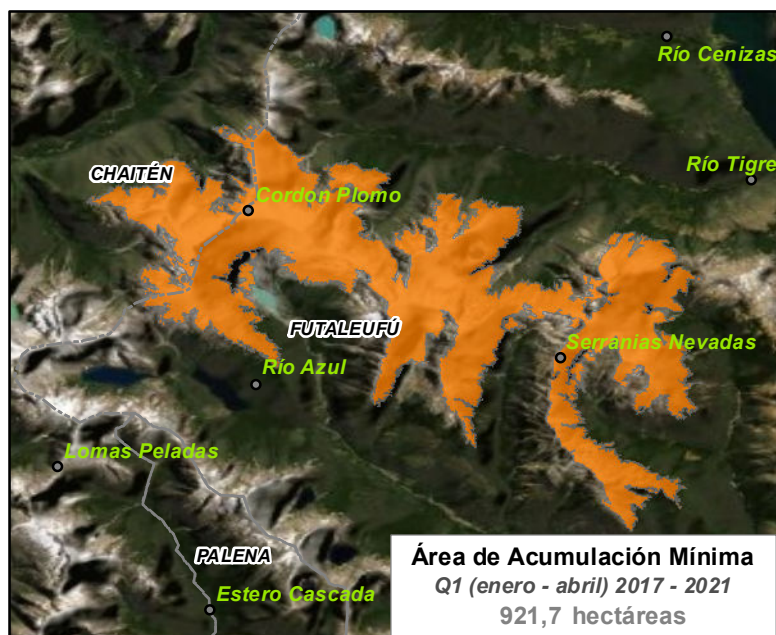 Río Cenizas
CHAITÉN
Río Tigre
Cordon Plomo
FUTALEUFÚ
Serranias Nevadas
Río Azul
Lomas Peladas
PALENA
Estero Cascada
Área de Acumulación Mínima
Q1 (enero - abril) 2017 - 2021
921,7 hectáreas